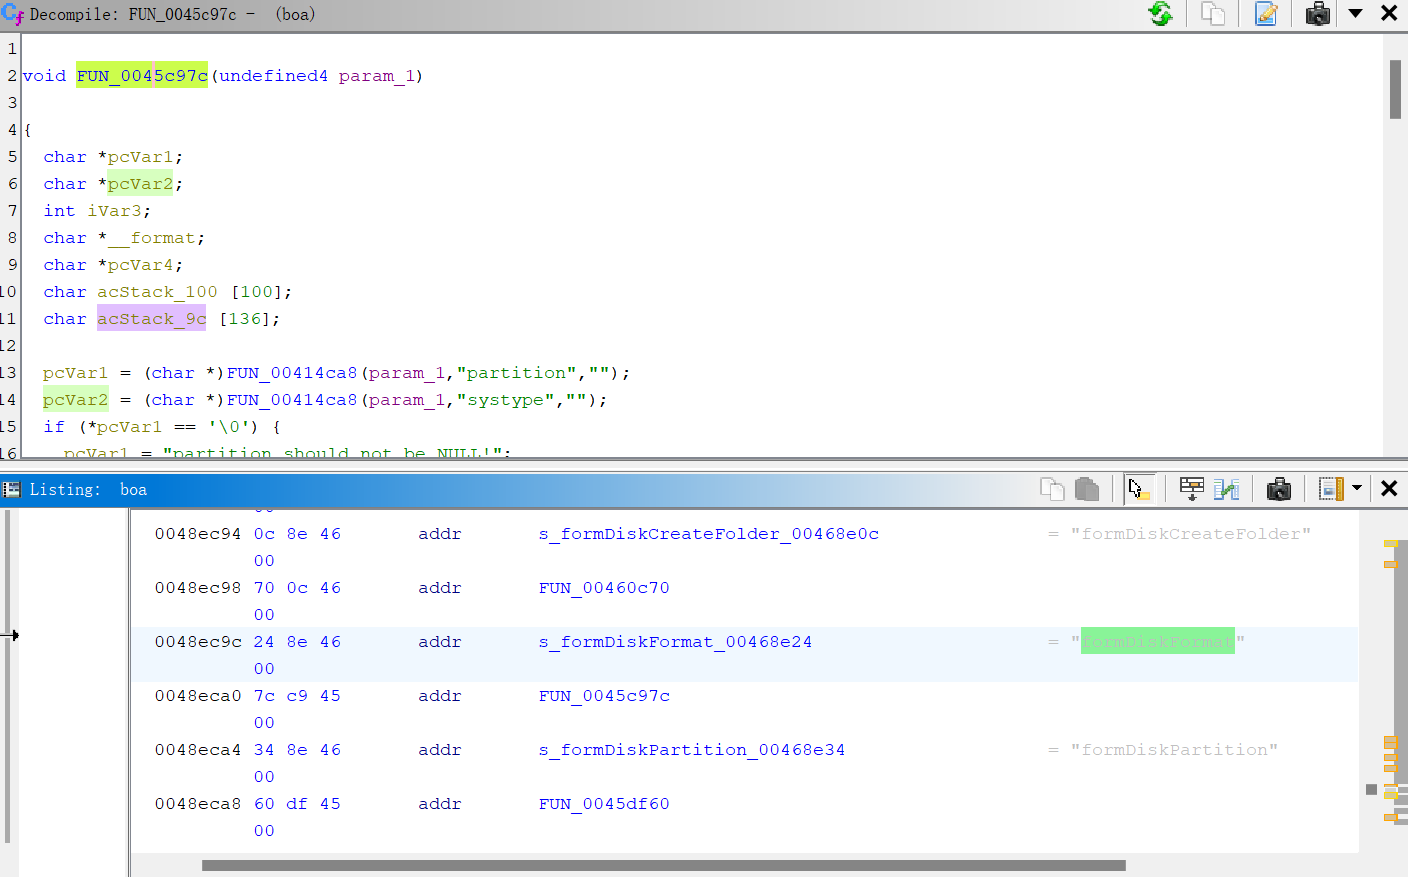 Decompile: FUN_0045c97c - (boa)
1
2 void FUN_0045c97c(undefined4 param_1)
3
4 {
5 char *pcVar1;
6 char *pcVar2;
7 int iVar3;
8 char *__format;
9 char *pcVar4;
10 char acStack_100 [100];
11 char acStack_9c [136];
12
13 pcVar1 = (char *)FUN_00414ca8(param_1,"partition","");
14 pcVar2 = (char *)FUN_00414ca8(param_1,"systype","");
15 if (*pcVar1 == '\0') {
16 pcVar1 = "partition should not be NULL!";
Listing: boa
00
0048ec94 0c 8e 46 addr s_formDiskCreateFolder_00468e0c = "formDiskCreateFolder"
00
0048ec98 70 0c 46 addr FUN_00460c70
00
0048ec9c 24 8e 46 addr s_formDiskFormat_00468e24 = "formDiskFormat"
00
0048eca0 7c c9 45 addr FUN_0045c97c
00
0048eca4 34 8e 46 addr s_formDiskPartition_00468e34 = "formDiskPartition"
00
0048eca8 60 df 45 addr FUN_0045df60
00